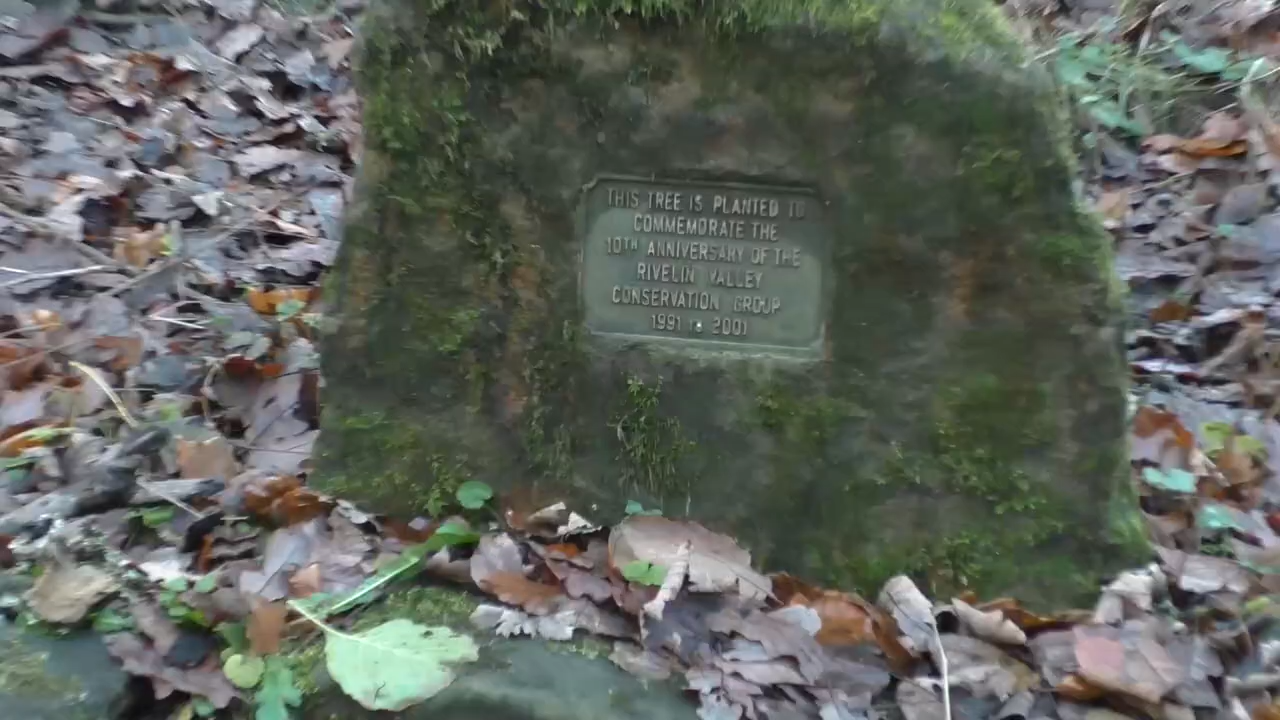 THIS TREE IS PLANTED TO
COMMEMORATE THE
10TH ANNIVERSARY OF THE
RIVELIN VALLEY
CONSERVATION GROUP
1991 TO 2001